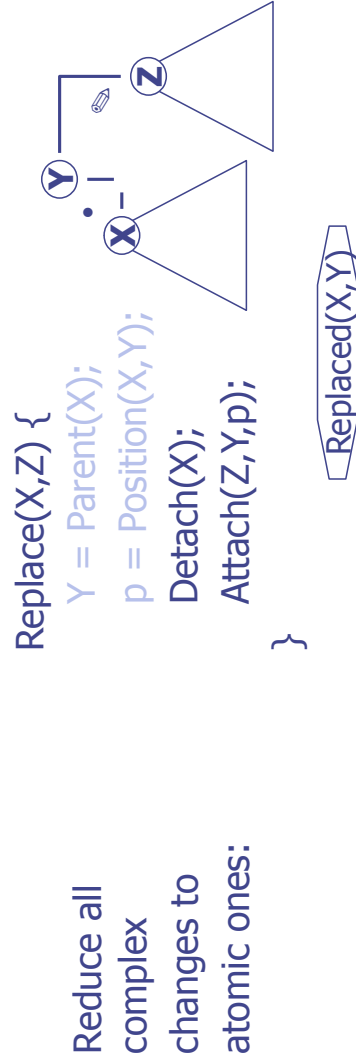 Reduce all
complex
changes to
atomic ones:
Replace(X,Z) {
Y = Parent(X);
p = Position(X,Y);
Detach(X);
Attach(Z,Y,p);
}
Y
X
Z
Replaced(X,Y)